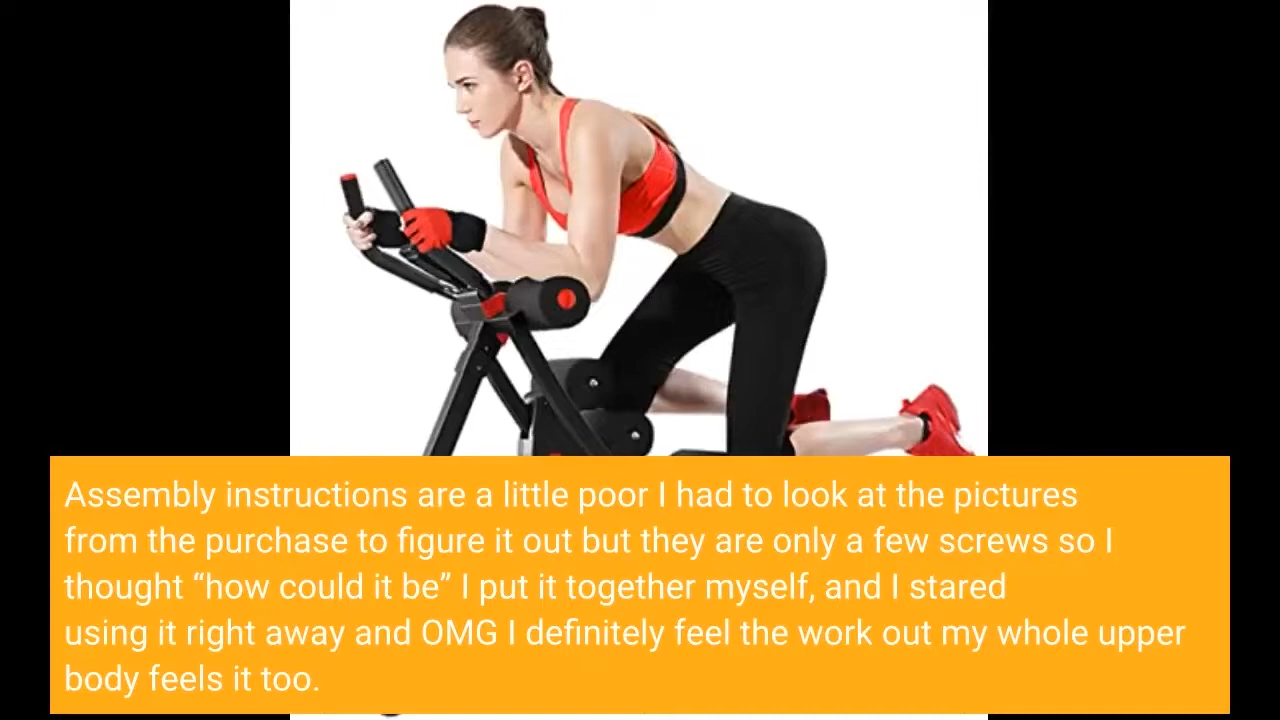 Assembly instructions are a little poor I had to look at the pictures
from the purchase to figure it out but they are only a few screws so I
thought “how could it be” I put it together myself, and I stared
using it right away and OMG I definitely feel the work out my whole upper
body feels it too.